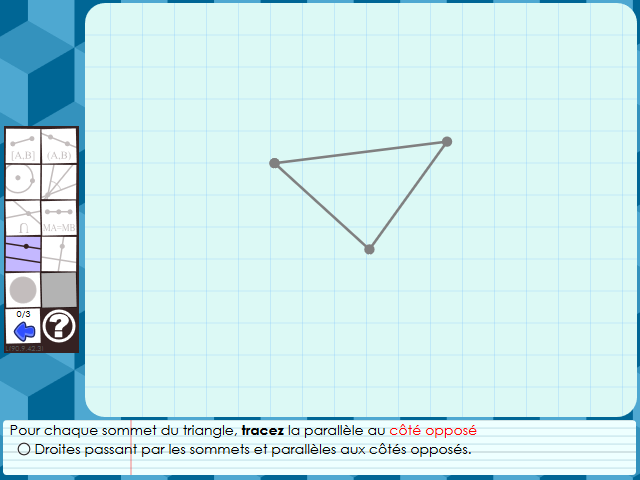 [A,B] (A,B)
∩ MA=MB
0/3
?
Pour chaque sommet du triangle, tracez la parallèle au côté opposé
Droites passant par les sommets et parallèles aux côtés opposés.